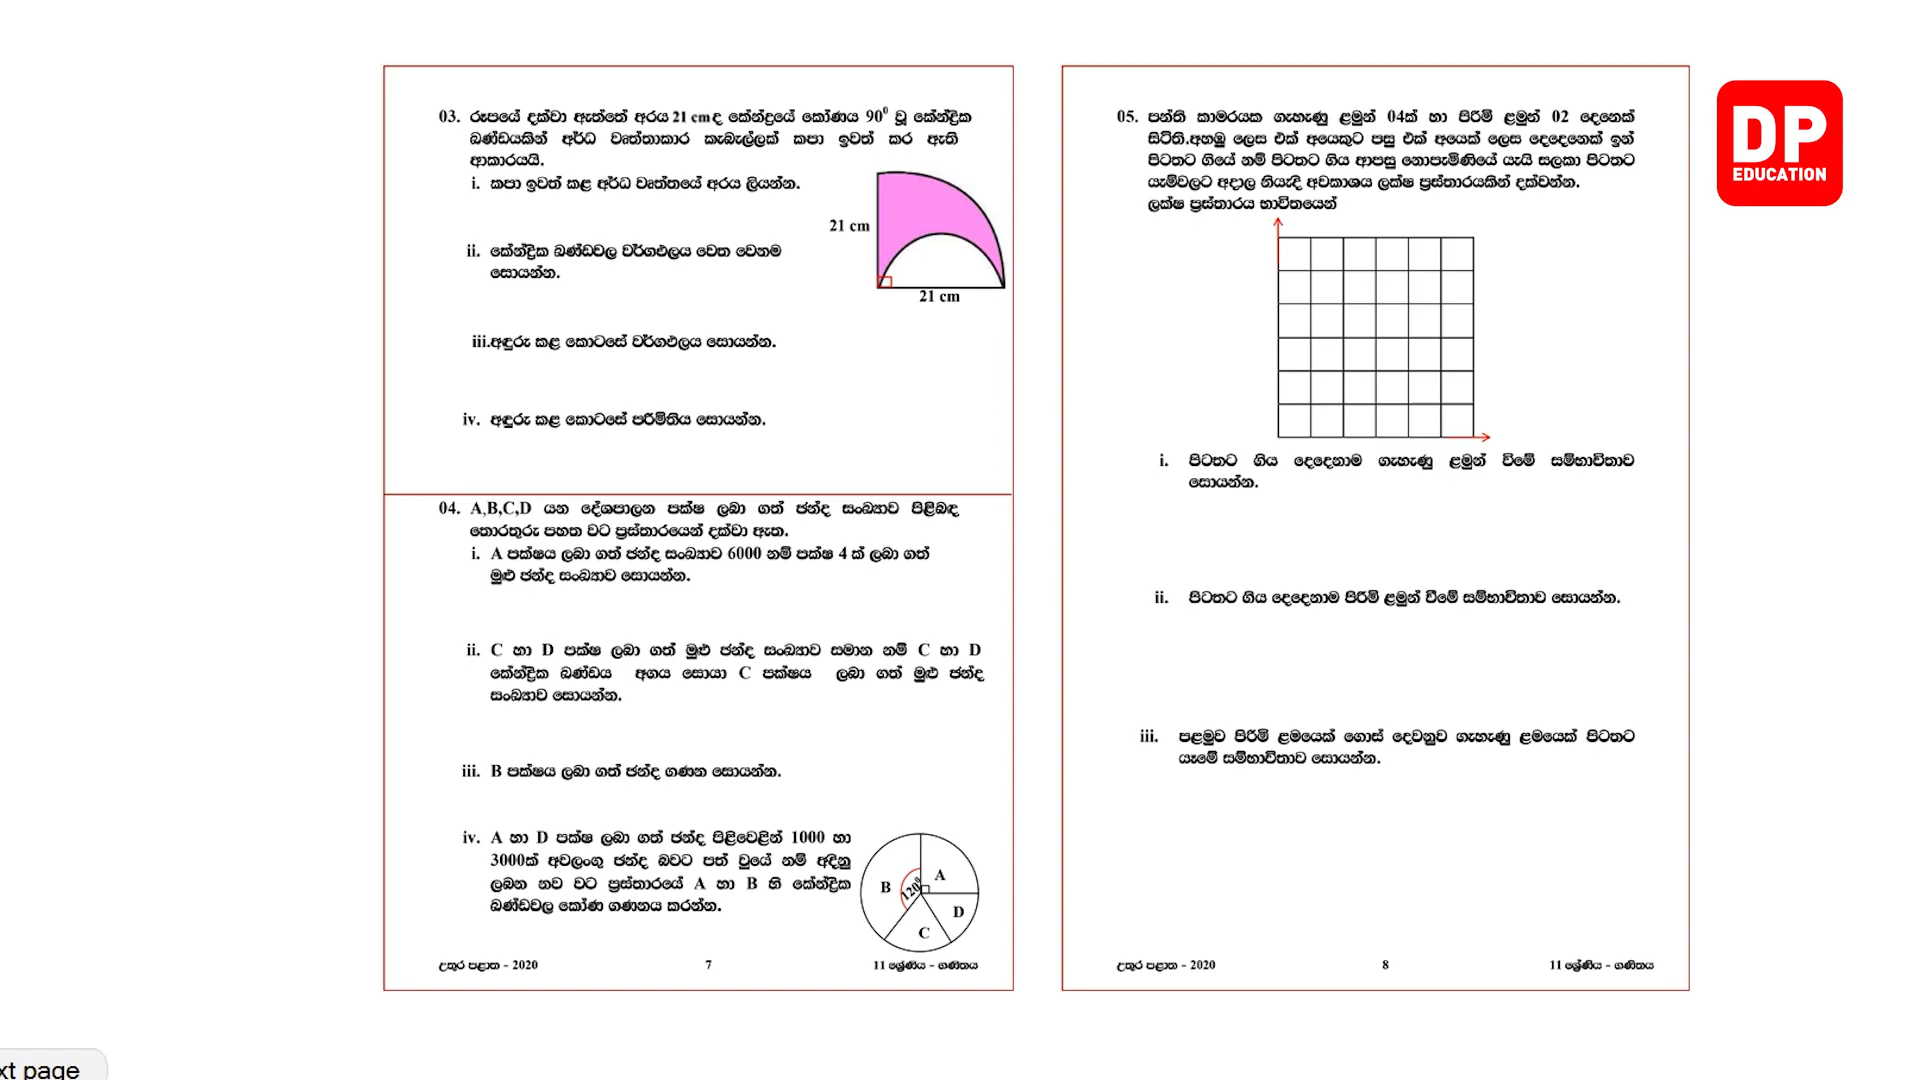 03. රූපයේ දක්වා ඇත්තේ අරය 21 cm ද කේන්ද්‍රයේ කෝණය 90⁰ වූ කේන්ද්‍රික
ඛණ්ඩයකින් අර්ධ වෘත්තාකාර කැබැල්ලක් කපා ඉවත් කර ඇති
ආකාරයයි.
i. කපා ඉවත් කළ අර්ධ වෘත්තයේ අරය ලියන්න.
21 cm
ii. කේන්ද්‍රික ඛණ්ඩවල වර්ගඵලය වෙන වෙනම
සොයන්න.
21 cm
iii.අඳුරු කළ කොටසේ වර්ගඵලය සොයන්න.
iv. අඳුරු කළ කොටසේ පරිමිතිය සොයන්න.
04. A,B,C,D යන දේශපාලන පක්ෂ ලබා ගත් ඡන්ද සංඛ්‍යාව පිළිබඳ
තොරතුරු පහත වට ප්‍රස්තාරයෙන් දක්වා ඇත.
i. A පක්ෂය ලබා ගත් ඡන්ද සංඛ්‍යාව 6000 නම් පක්ෂ 4 ක් ලබා ගත්
මුළු ඡන්ද සංඛ්‍යාව සොයන්න.
ii. C හා D පක්ෂ ලබා ගත් මුළු ඡන්ද සංඛ්‍යාව සමාන නම් C හා D
කේන්ද්‍රික ඛණ්ඩය අගය සොයා C පක්ෂය ලබා ගත් මුළු ඡන්ද
සංඛ්‍යාව සොයන්න.
iii. B පක්ෂය ලබා ගත් ඡන්ද ගණන සොයන්න.
iv. A හා D පක්ෂ ලබා ගත් ඡන්ද පිළිවෙළින් 1000 හා
3000ක් අවලංගු ඡන්ද බවට පත් වුයේ නම් අඳිනු
ලබන නව වට ප්‍රස්තාරයේ A හා B හි කේන්ද්‍රික
ඛණ්ඩවල කෝණ ගණනය කරන්න.
A
B
120⁰
D
C
උතුර පළාත - 2020 7 11 ශ්‍රේණිය - ගණිතය
05. පන්ති කාමරයක ගැහැණු ළමුන් 04ක් හා පිරිමි ළමුන් 02 දෙනෙක්
සිටිති.අහඹු ලෙස එක් අයෙකුට පසු එක් අයෙක් ලෙස දෙදෙනෙක් ඉන්
පිටතට ගියේ නම් පිටතට ගිය ආපසු නොපැමිණියේ යැයි සලකා පිටතට
යෑම්වලට අදාල නියැදි අවකාශය ලක්ෂ ප්‍රස්තාරයකින් දක්වන්න.
ලක්ෂ ප්‍රස්තාරය භාවිතයෙන්
i. පිටතට ගිය දෙදෙනාම ගැහැණු ළමුන් වීමේ සම්භාවිතාව
සොයන්න.
ii. පිටතට ගිය දෙදෙනාම පිරිමි ළමුන් වීමේ සම්භාවිතාව සොයන්න.
iii. පළමුව පිරිමි ළමයෙක් ගොස් දෙවනුව ගැහැණු ළමයෙක් පිටතට
යෑමේ සම්භාවිතාව සොයන්න.
උතුර පළාත - 2020 8 11 ශ්‍රේණිය - ගණිතය
DP
EDUCATION
xt page